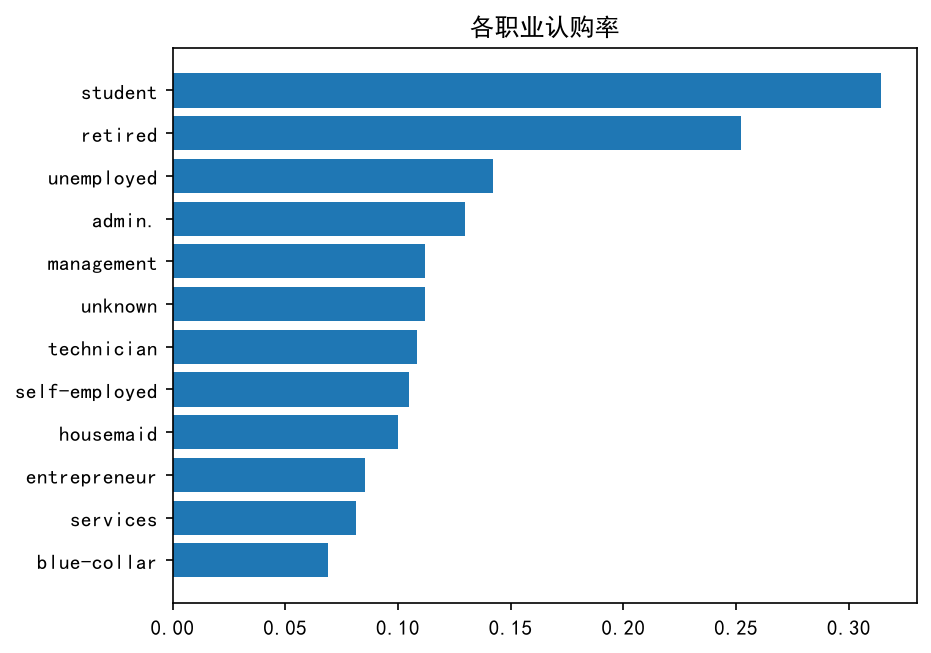 各职业认购率
student
retired
unemployed
admin.
management
unknown
technician
self-employed
housemaid
entrepreneur
services
blue-collar
0.00 0.05 0.10 0.15 0.20 0.25 0.30